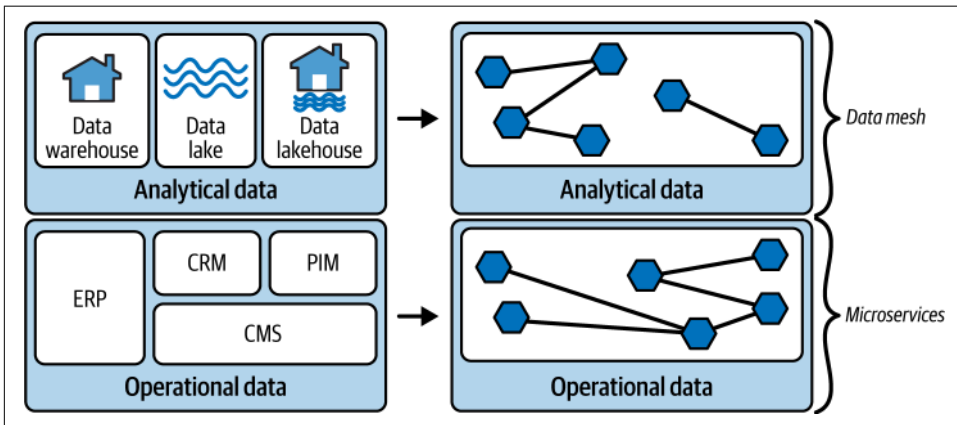 Data
warehouse
Data
lake
Data
lakehouse
Analytical data
Analytical data
Data mesh
ERP
CRM
PIM
CMS
Operational data
Operational data
Microservices